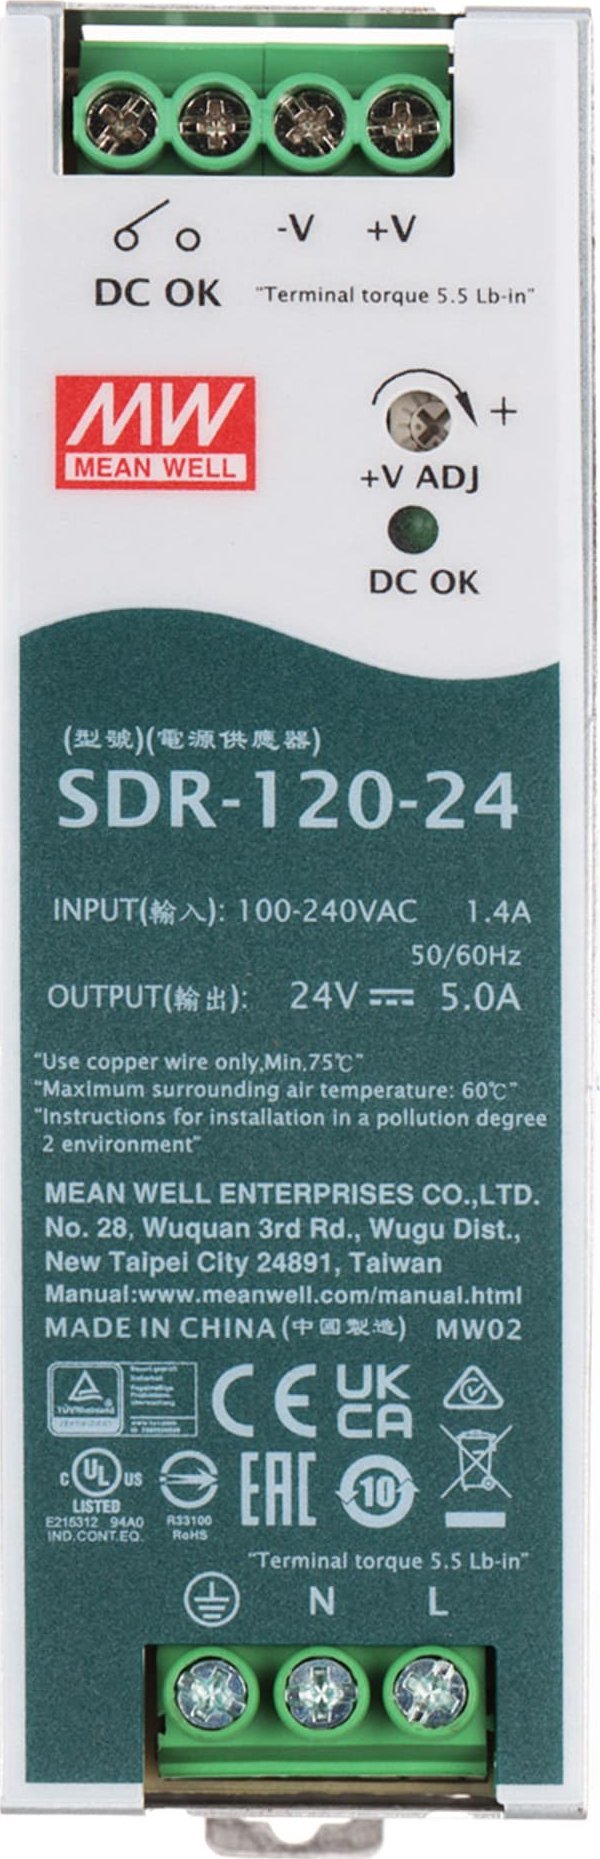 -V +V
DC OK "Terminal torque 5.5 Lb-in"
MW
MEAN WELL
+
+V ADJ
DC OK
(型號)(電源供應器)
SDR-120-24
INPUT(輸入): 100-240VAC 1.4A
50/60Hz
OUTPUT(輸出): 24V 5.0A
"Use copper wire only,Min.75℃"
"Maximum surrounding air temperature: 60℃"
"Instructions for installation in a pollution degree
2 environment"
MEAN WELL ENTERPRISES CO.,LTD.
No. 28, Wuquan 3rd Rd., Wugu Dist.,
New Taipei City 24891, Taiwan
Manual:www.meanwell.com/manual.html
MADE IN CHINA(中國製造) MW02
TÜVRheinland
CE
UK
CA
C UL US
LISTED
E215312 94A0
IND.CONT.EQ.
R33100
RoHS
EAC
10
"Terminal torque 5.5 Lb-in"
N L